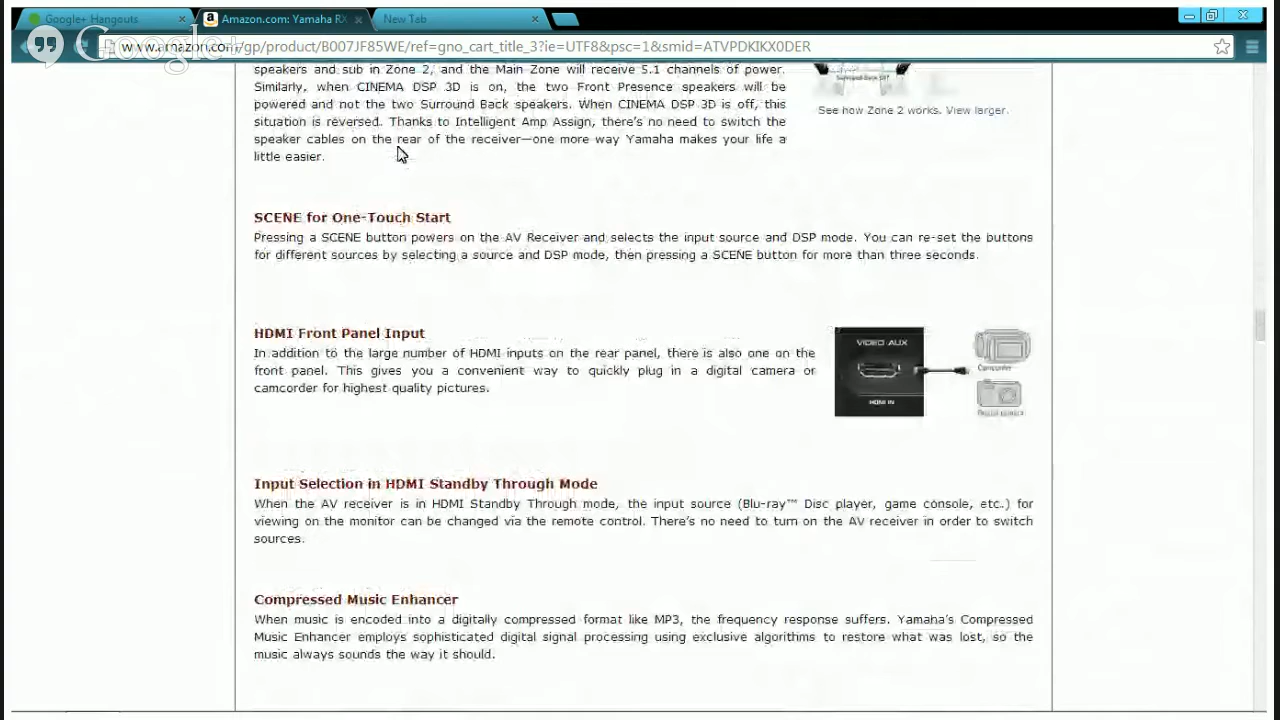 Google+ Hangouts
Amazon.com: Yamaha RX
New Tab
Google+
www.amazon.com/gp/product/B007JF85WE/ref=gno_cart_title_3?ie=UTF8&psc=1&smid=ATVPDKIKX0DER
speakers and sub in Zone 2, and the Main Zone will receive 5.1 channels of power.
Similarly, when CINEMA DSP 3D is on, the two Front Presence speakers will be
powered and not the two Surround Back speakers. When CINEMA DSP 3D is off, this
situation is reversed. Thanks to Intelligent Amp Assign, there's no need to switch the
speaker cables on the rear of the receiver—one more way Yamaha makes your life a
little easier.
Surround Back
See how Zone 2 works. View larger.
SCENE for One-Touch Start
Pressing a SCENE button powers on the AV Receiver and selects the input source and DSP mode. You can re-set the buttons
for different sources by selecting a source and DSP mode, then pressing a SCENE button for more than three seconds.
HDMI Front Panel Input
In addition to the large number of HDMI inputs on the rear panel, there is also one on the
front panel. This gives you a convenient way to quickly plug in a digital camera or
camcorder for highest quality pictures.
VIDEO AUX
HDMI IN
Camcorder
Digital camera
Input Selection in HDMI Standby Through Mode
When the AV receiver is in HDMI Standby Through mode, the input source (Blu-ray™ Disc player, game console, etc.) for
viewing on the monitor can be changed via the remote control. There's no need to turn on the AV receiver in order to switch
sources.
Compressed Music Enhancer
When music is encoded into a digitally compressed format like MP3, the frequency response suffers. Yamaha's Compressed
Music Enhancer employs sophisticated digital signal processing using exclusive algorithms to restore what was lost, so the
music always sounds the way it should.